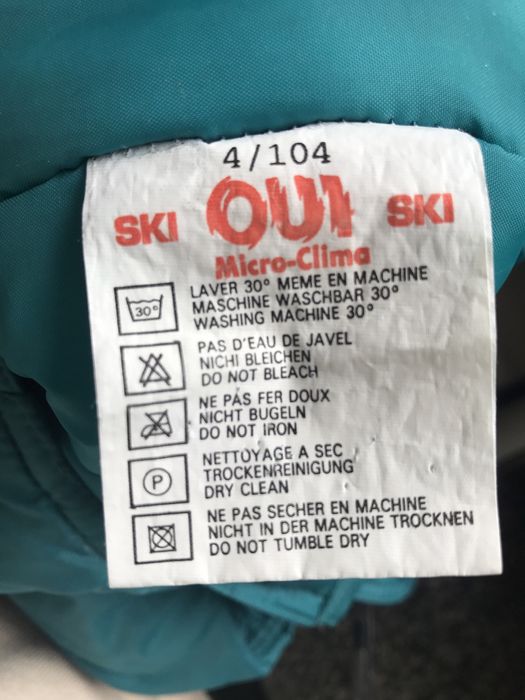 4/104
SKI OUI SKI
Micro-Clima
30°
LAVER 30° MEME EN MACHINE
MASCHINE WASCHBAR 30°
WASHING MACHINE 30°
PAS D'EAU DE JAVEL
NICHI BLEICHEN
DO NOT BLEACH
NE PAS FER DOUX
NICHT BUGELN
DO NOT IRON
P
NETTOYAGE A SEC
TROCKENREINIGUNG
DRY CLEAN
NE PAS SECHER EN MACHINE
NICHT IN DER MACHINE TROCKNEN
DO NOT TUMBLE DRY